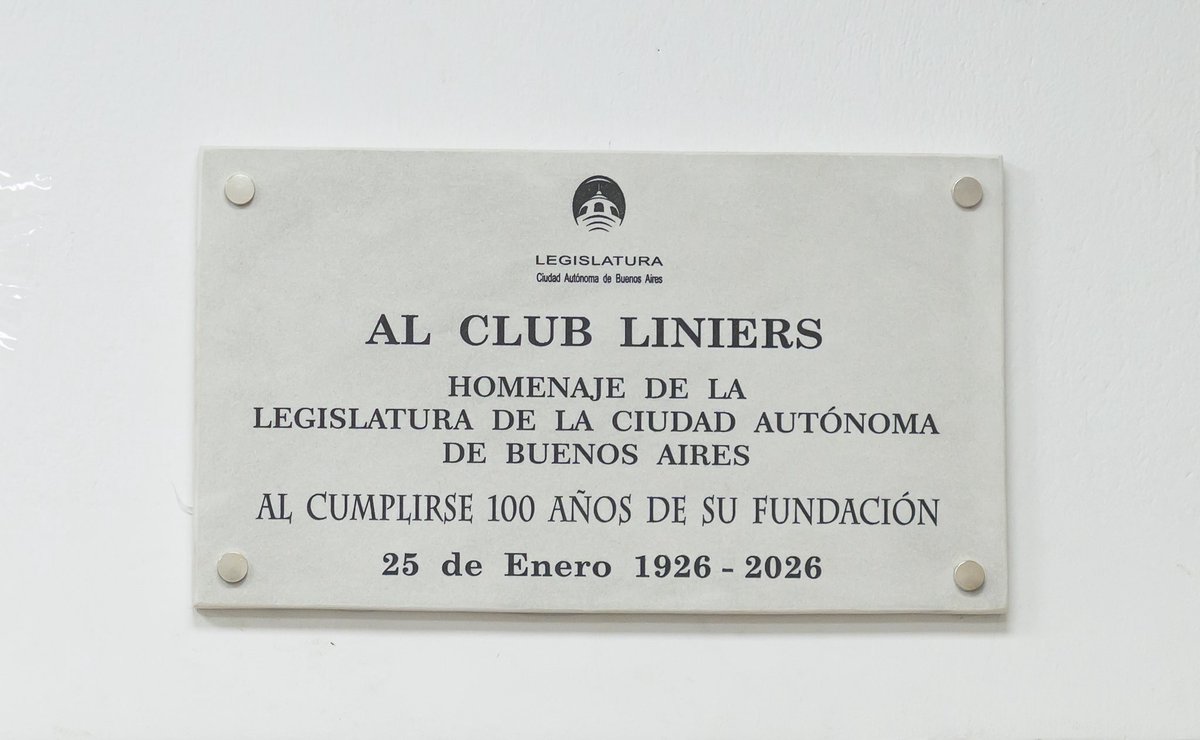 LEGISLATURA
Ciudad Autónoma de Buenos Aires
AL CLUB LINIERS
HOMENAJE DE LA
LEGISLATURA DE LA CIUDAD AUTÓNOMA
DE BUENOS AIRES
AL CUMPLIRSE 100 AÑOS DE SU FUNDACIÓN
25 de Enero 1926 - 2026